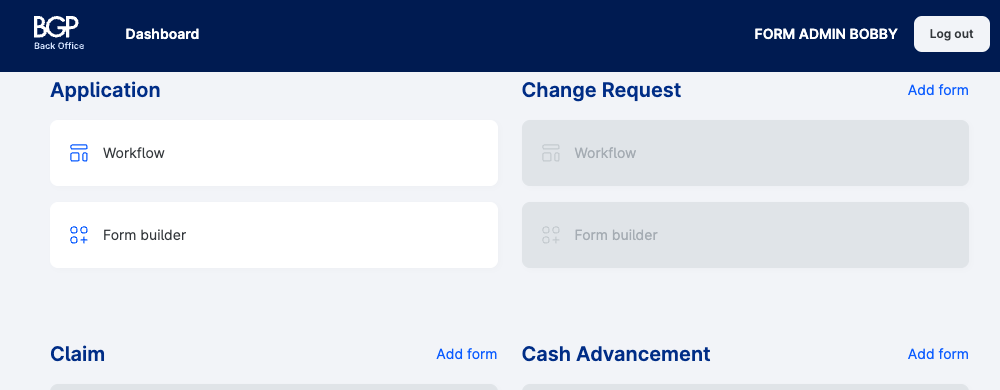 BGP
Back Office
Dashboard
FORM ADMIN BOBBY
Log out
Application
Change Request
Add form
Workflow
Workflow
Form builder
Form builder
Claim
Add form
Cash Advancement
Add form